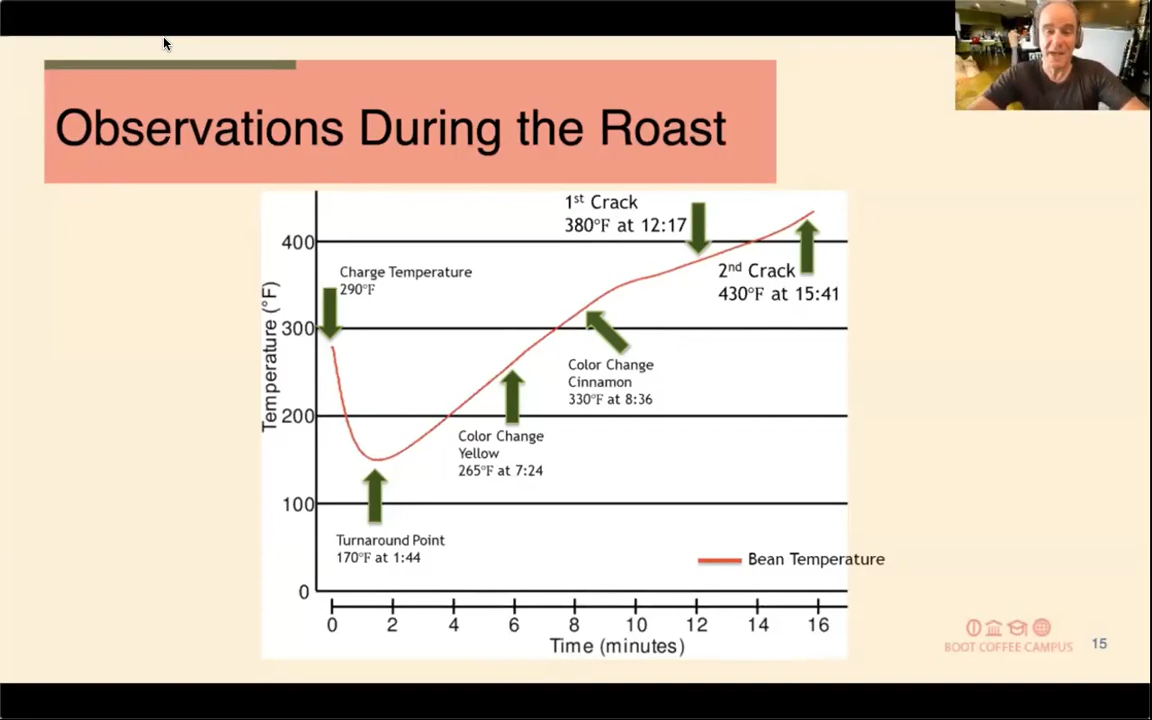 Observations During the Roast
1st Crack
380°F at 12:17
400
Charge Temperature
290°F
2nd Crack
430°F at 15:41
300
Temperature (°F)
Color Change
Cinnamon
330°F at 8:36
200
Color Change
Yellow
265°F at 7:24
100
Turnaround Point
170°F at 1:44
Bean Temperature
0
0 2 4 6 8 10 12 14 16
Time (minutes)
BOOT COFFEE CAMPUS
15